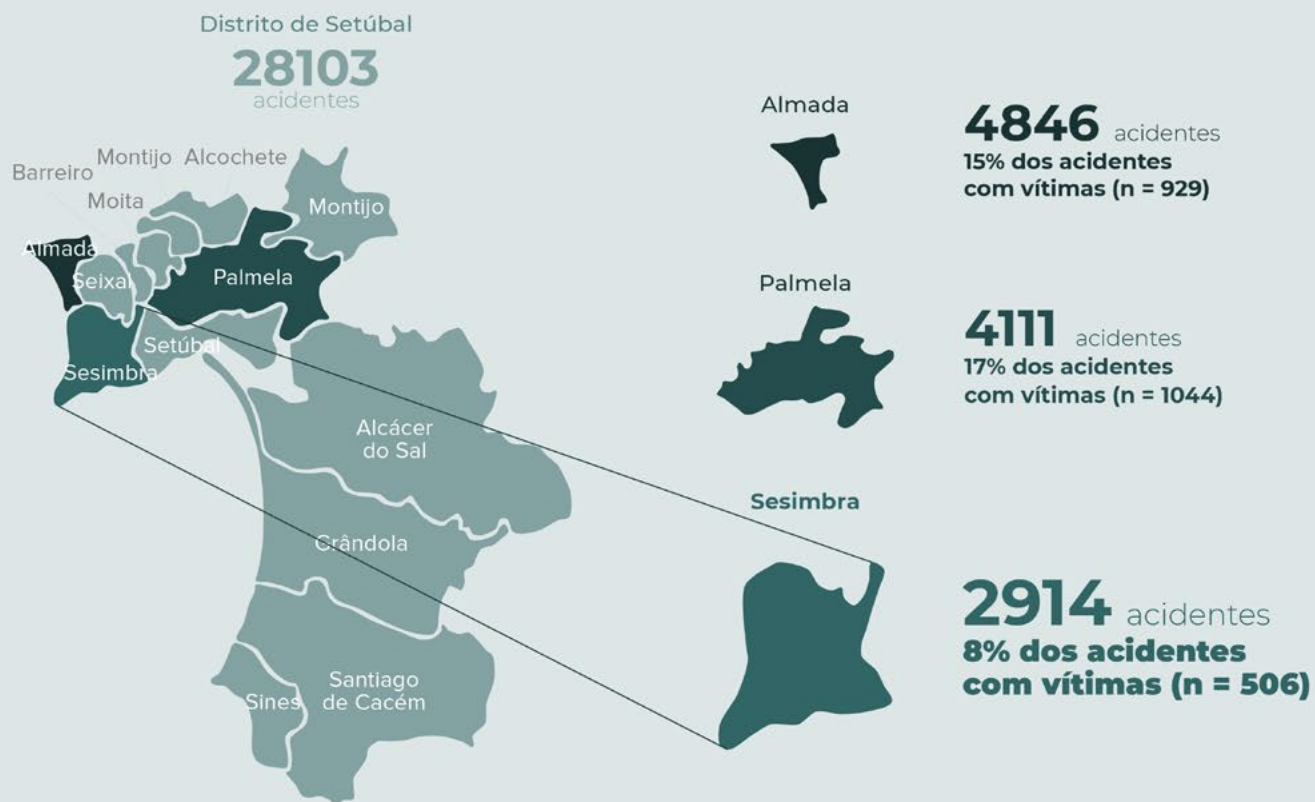 Distrito de Setúbal
28103
acidentes
Montijo
Alcochete
Barreiro
Moita
Montijo
Almada
Seixal
Palmela
Setúbal
Sesimbra
Alcácer
do Sal
Grândola
Santiago
de Cacém
Sines
Almada
4846 acidentes
15% dos acidentes
com vítimas (n = 929)
Palmela
4111 acidentes
17% dos acidentes
com vítimas (n = 1044)
Sesimbra
2914 acidentes
8% dos acidentes
com vítimas (n = 506)